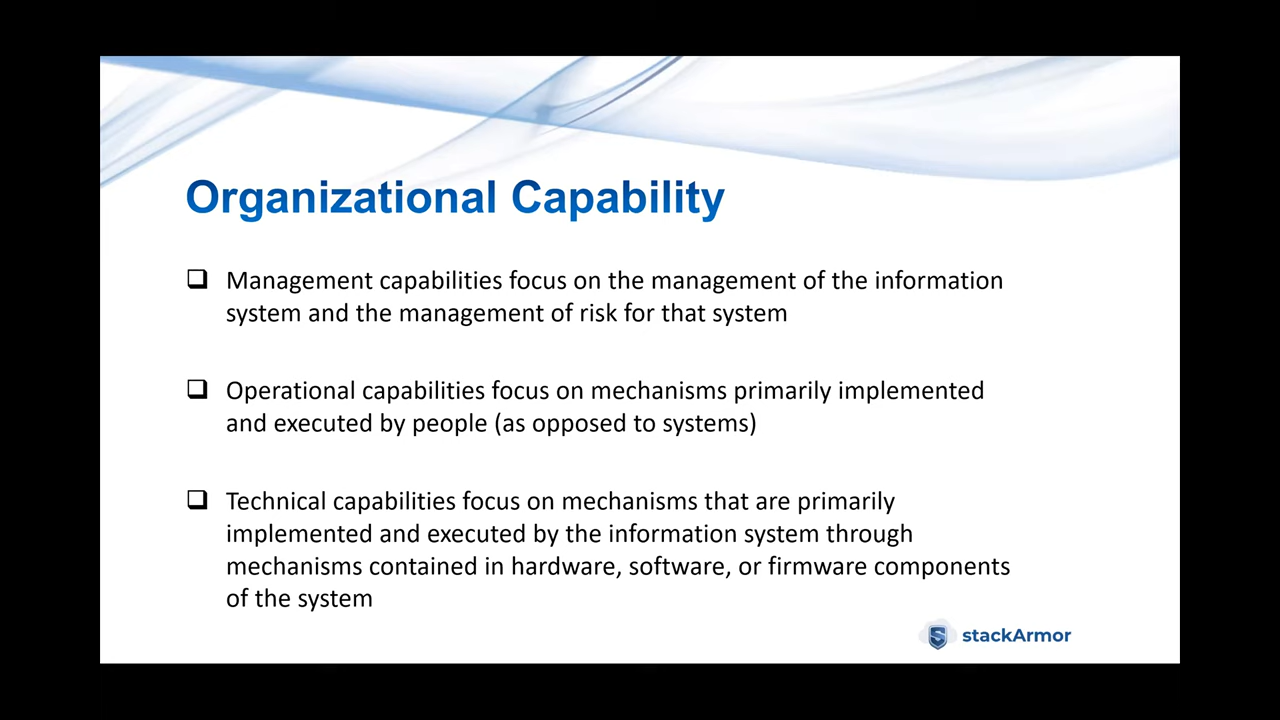 Organizational Capability
Management capabilities focus on the management of the information
system and the management of risk for that system
Operational capabilities focus on mechanisms primarily implemented
and executed by people (as opposed to systems)
Technical capabilities focus on mechanisms that are primarily
implemented and executed by the information system through
mechanisms contained in hardware, software, or firmware components
of the system
S stackArmor